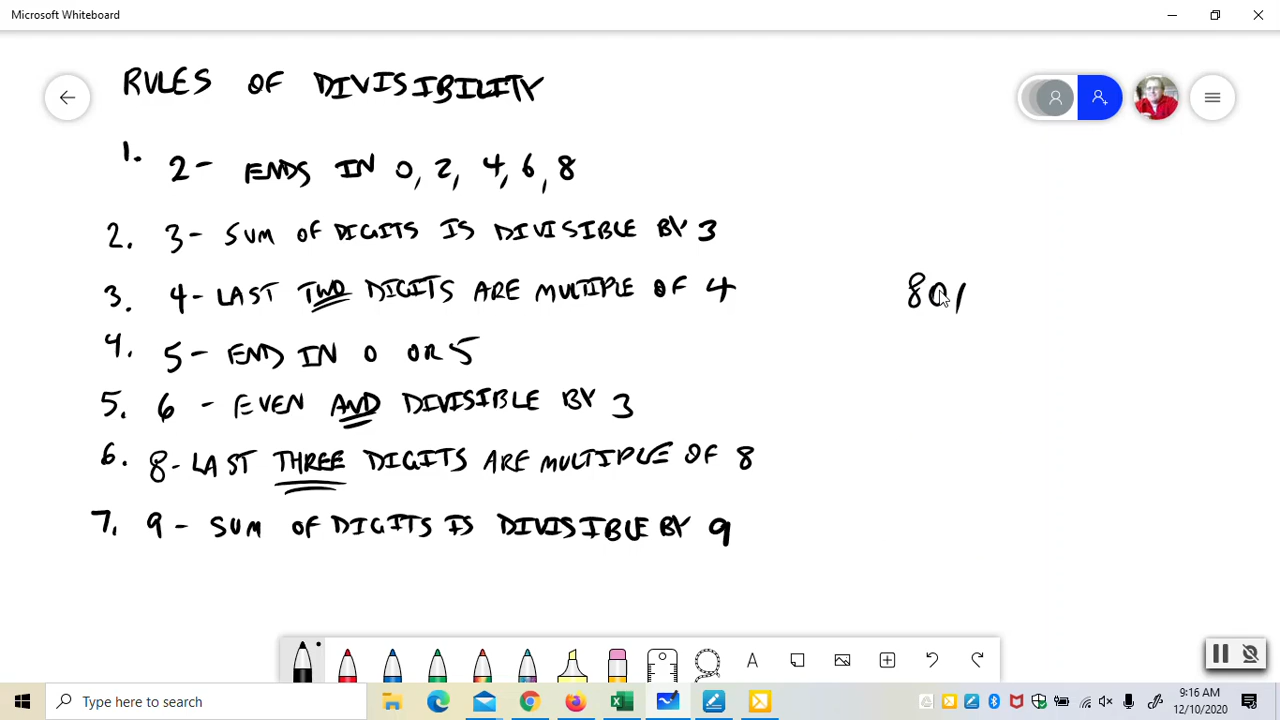 Microsoft Whiteboard
RULES OF DIVISIBILITY
1. 2- ENDS IN 0, 2, 4, 6, 8
2. 3- SUM OF DIGITS IS DIVISIBLE BY 3
3. 4- LAST TWO DIGITS ARE MULTIPLE OF 4
801
4. 5- END IN 0 OR 5
5. 6 - EVEN AND DIVISIBLE BY 3
6. 8- LAST THREE DIGITS ARE MULTIPLE OF 8
7. 9- SUM OF DIGITS IS DIVISIBLE BY 9
Type here to search
9:16 AM
12/10/2020